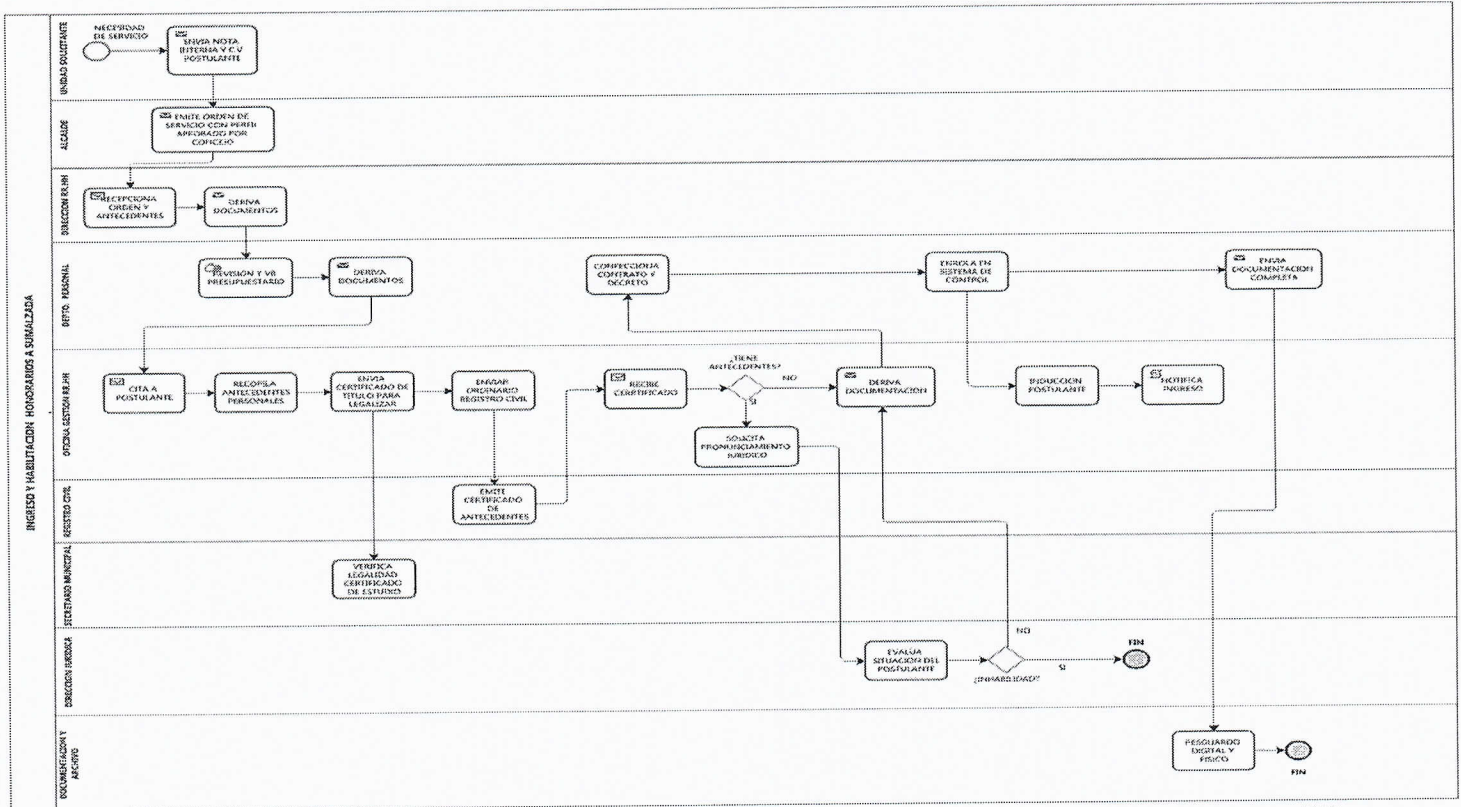 INGRESO Y HABILITACION HONORARIOS A SUMALZADA
UNIDAD SOLICITANTE
NECESIDAD
DE SERVICIO
ENVIA NOTA
INTERNA Y C.V
POSTULANTE
ALCALDE
EMITE ORDEN DE
SERVICIO CON PERFIL
APROBADO POR
CONCEJO
DIRECCION RR.HH
RECEPCIONA
ORDEN Y
ANTECEDENTES
DERIVA
DOCUMENTOS
DEPTO. PERSONAL
REVISION Y VB
PRESUPUESTARIO
DERIVA
DOCUMENTOS
CONFECCIONA
CONTRATO Y
DECRETO
ENROLA EN
SISTEMA DE
CONTROL
ENVIA
DOCUMENTACION
COMPLETA
OFICINA GESTION RR.HH
CITA A
POSTULANTE
RECOPILA
ANTECEDENTES
PERSONALES
ENVIA
CERTIFICADO DE
TITULO PARA
LEGALIZAR
ENVIAR
ORDINARIO
REGISTRO CIVIL
RECIBE
CERRTIFICADO
¿TIENE
ANTECEDENTES?
NO
SI
DERIVA
DOCUMENTACION
SOLICITA
PRONUNCIAMIENTO
JURIDICO
INDUCCION
POSTULANTE
NOTIFICA
INGRESO
REGISTRO CIVIL
EMITE
CERTIFICADO
DE
ANTECEDENTES
SECRETARIO MUNICIPAL
VERIFICA
LEGALIDAD
CERTIFICADO
DE ESTUDIO
DIRECCION JURIDICA
EVALUA
SITUACION DEL
POSTULANTE
¿INHABILIDAD?
NO
SI
FIN
DOCUMENTACION Y
ARCHIVO
RESGUARDO
DIGITAL Y
FISICO
FIN